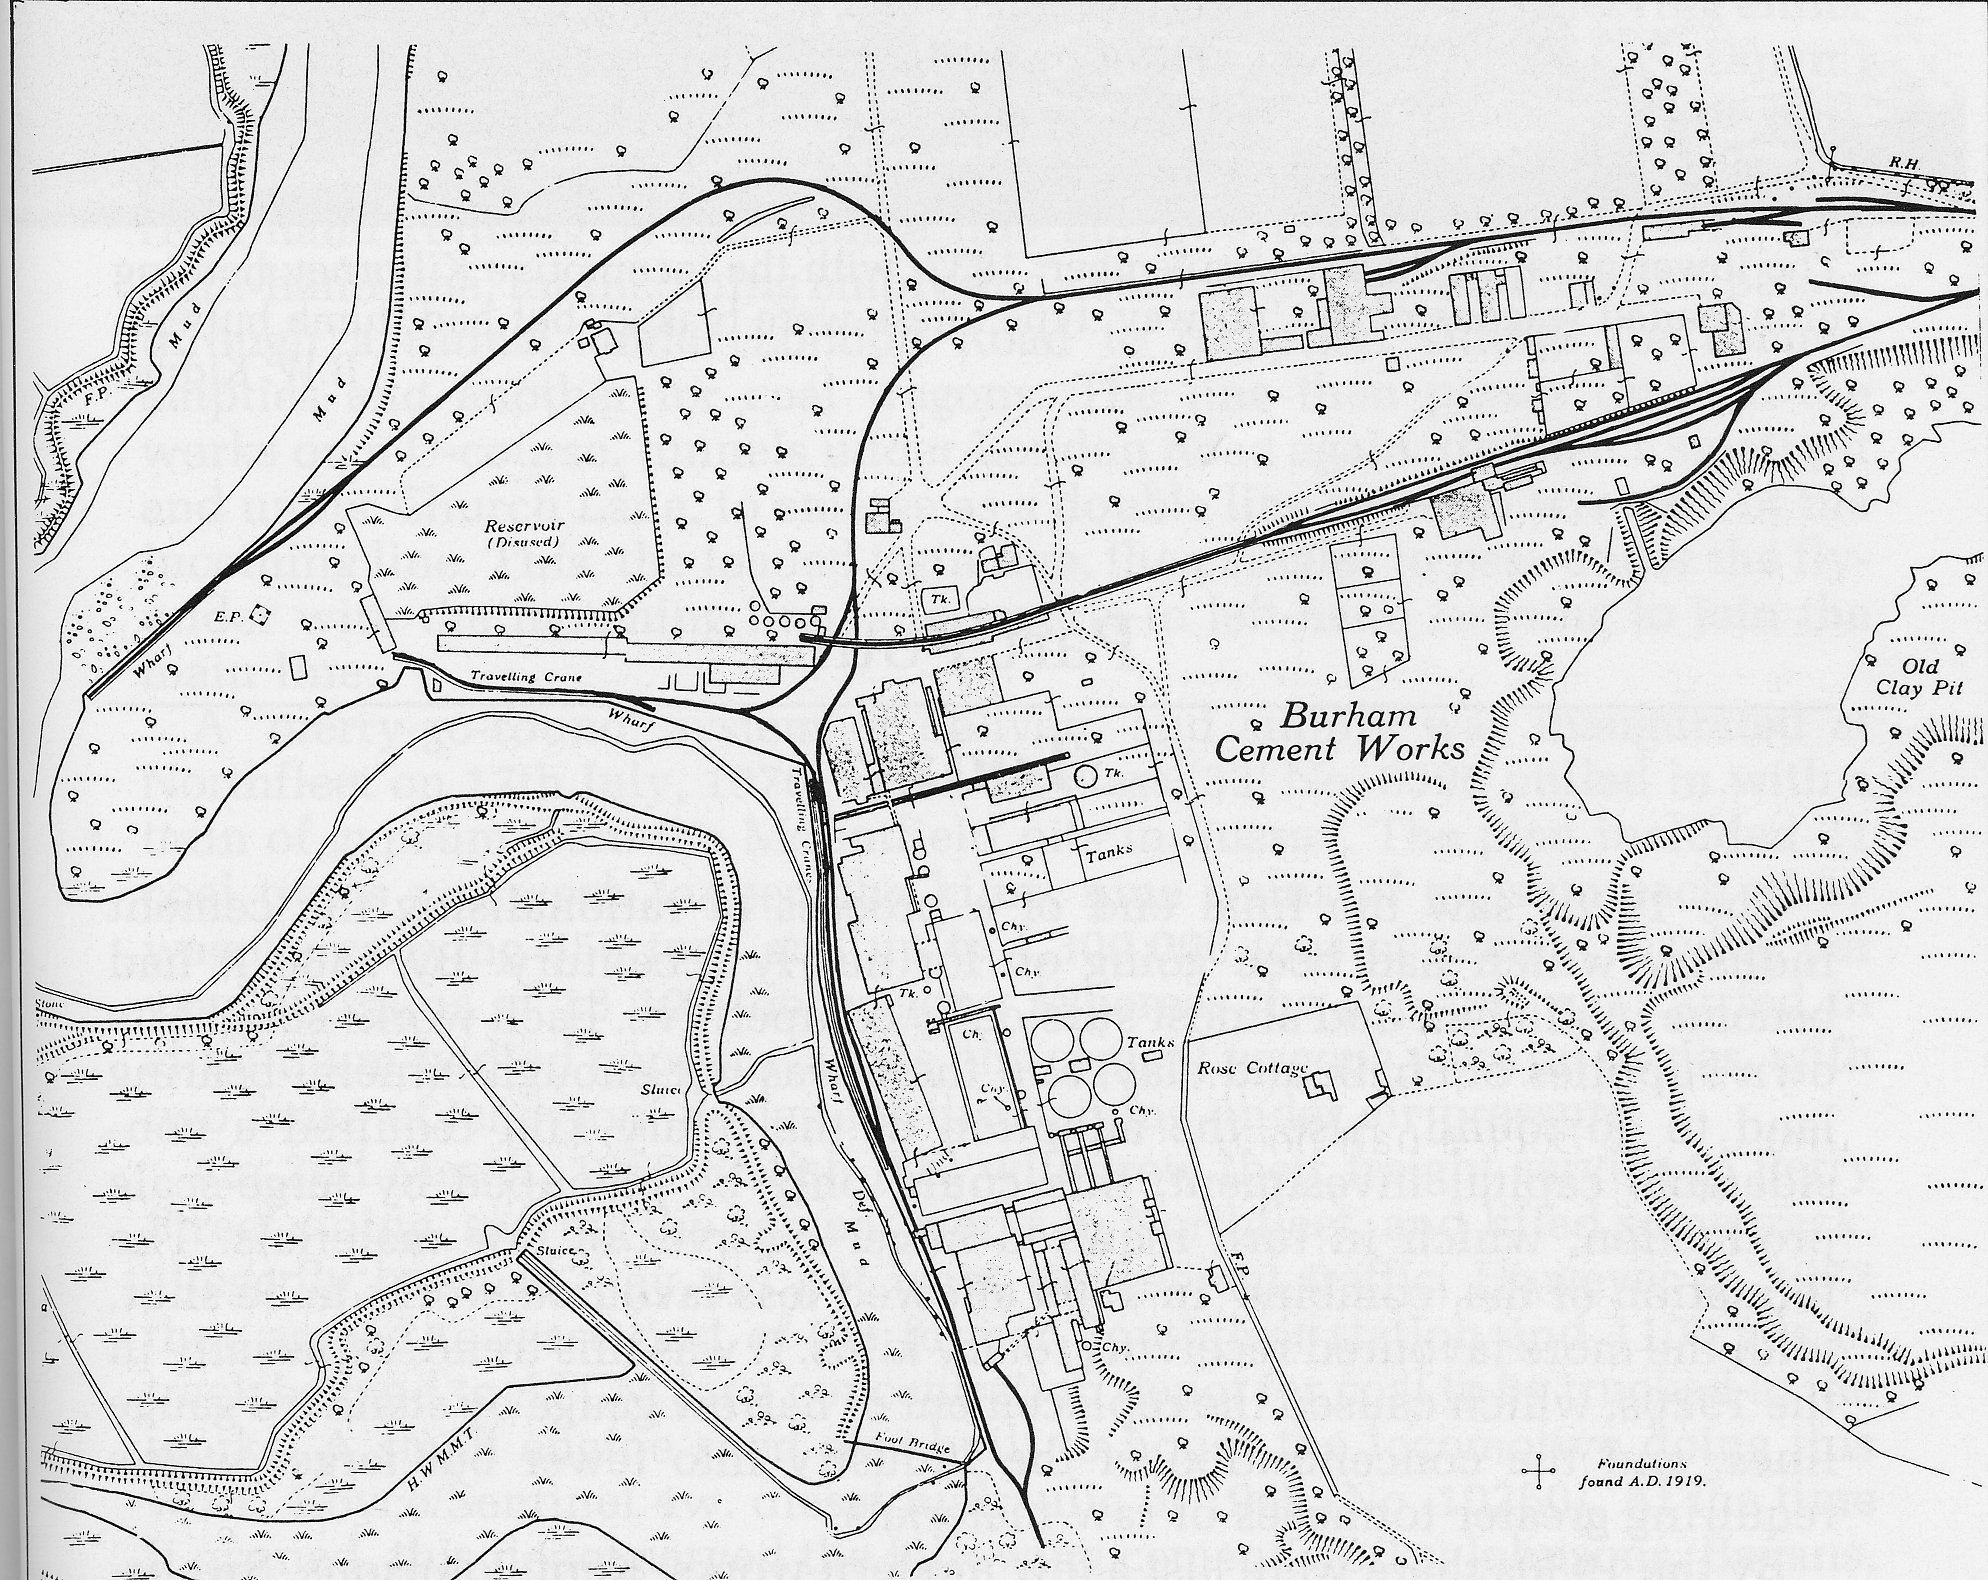 R.H.
Mud
Mud
F.P.
Reservoir
(Disused)
Tk.
E.P.
Wharf
Travelling Crane
Wharf
Old
Clay Pit
Burham
Cement Works
Tk.
Travelling Crane
Tanks
Chy.
Chy.
Tk.
Stone
Ch.
Tanks
Wharf
Rose Cottage
Sluice
Chy.
Chy.
Def.
Mud
Sluice
F.P.
Chy.
Foot Bridge
H.W.M.M.T.
Foundations
found A.D. 1919.